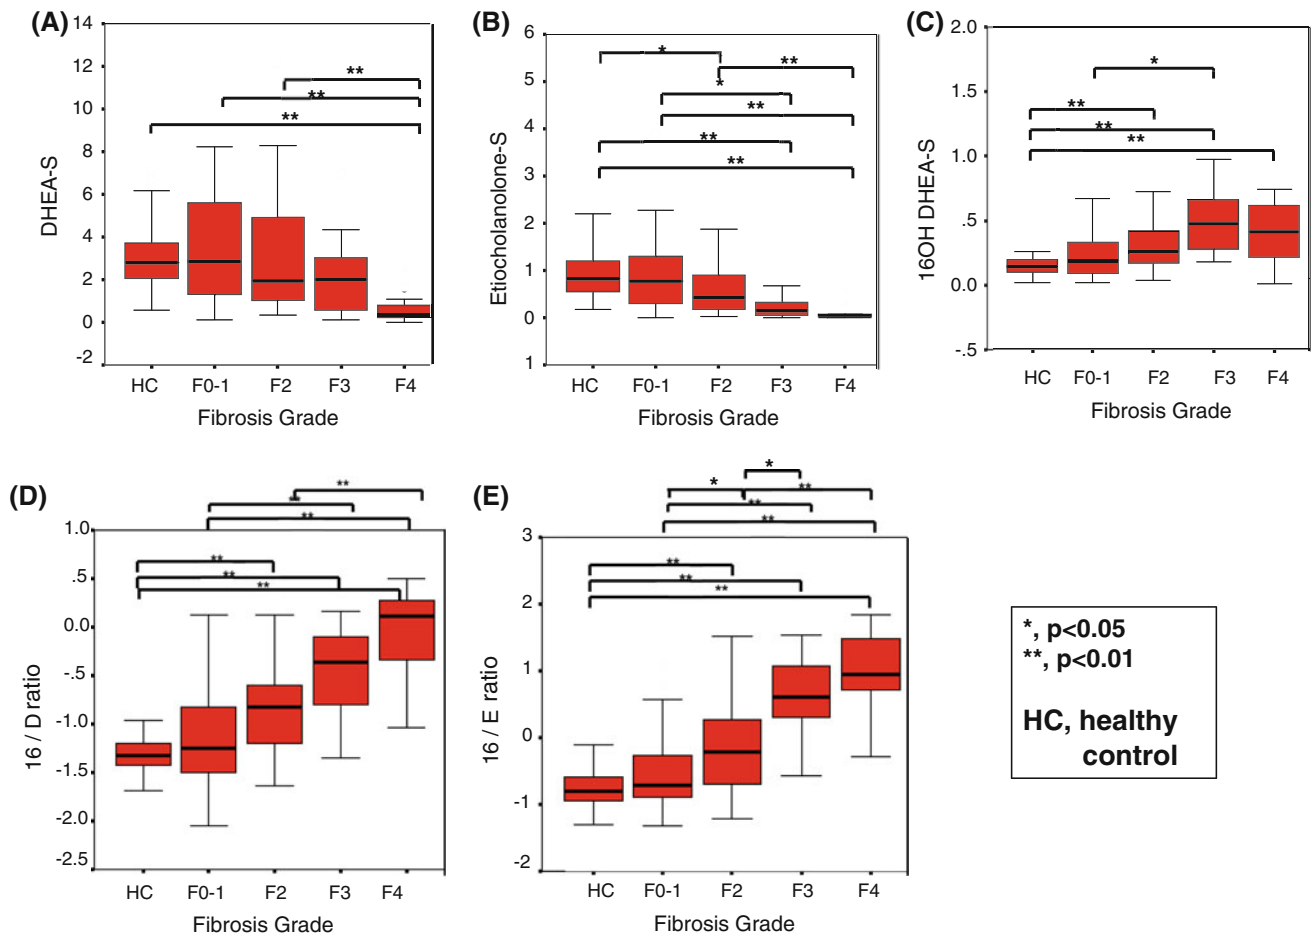 (A)
14
12
10
8
6
4
2
0
-2
DHEA-S
**
**
**
HC F0-1 F2 F3 F4
Fibrosis Grade
(B)
6
5
4
3
2
1
0
1
Etiocholanolone-S
*
**
*
**
**
**
HC F0-1 F2 F3 F4
Fibrosis Grade
(C)
2.0
1.5
1.0
.5
0.0
-.5
16OH DHEA-S
*
**
**
**
HC F0-1 F2 F3 F4
Fibrosis Grade
(D)
1.0
.5
0.0
-.5
-1.0
-1.5
-2.0
-2.5
16 / D ratio
**
**
**
**
**
**
HC F0-1 F2 F3 F4
Fibrosis Grade
(E)
3
2
1
0
-1
-2
16 / E ratio
*
*
**
**
**
**
**
**
HC F0-1 F2 F3 F4
Fibrosis Grade
*, p<0.05
**, p<0.01
HC, healthy
control